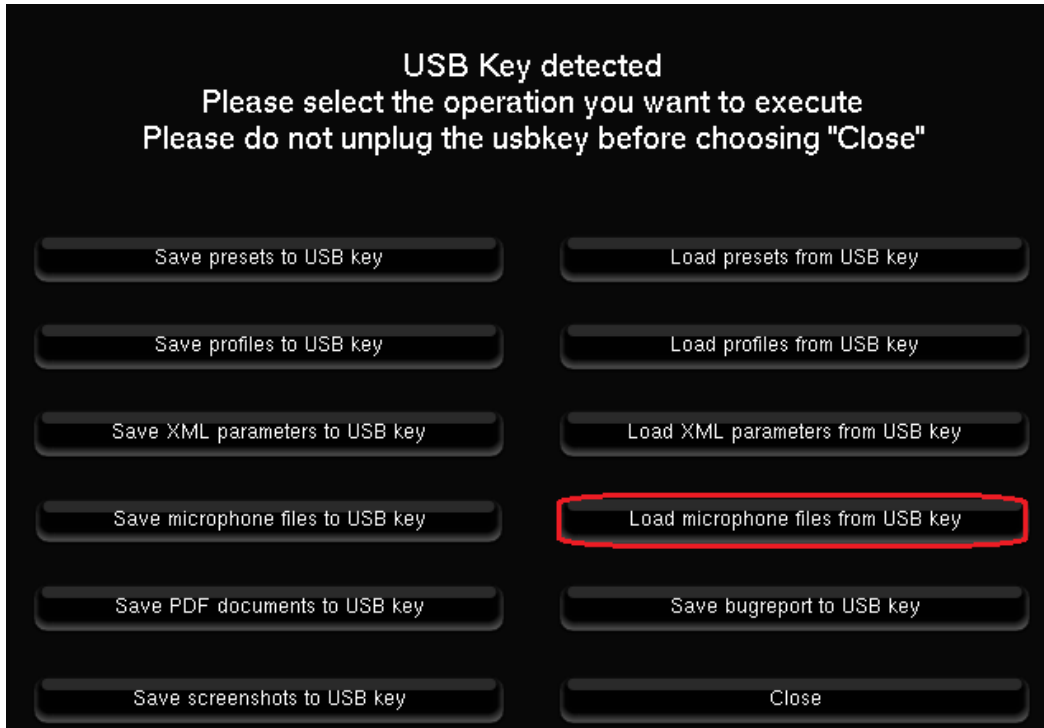 USB Key detected
Please select the operation you want to execute
Please do not unplug the usbkey before choosing "Close"
Save presets to USB key
Load presets from USB key
Save profiles to USB key
Load profiles from USB key
Save XML parameters to USB key
Load XML parameters from USB key
Save microphone files to USB key
Load microphone files from USB key
Save PDF documents to USB key
Save bugreport to USB key
Save screenshots to USB key
Close